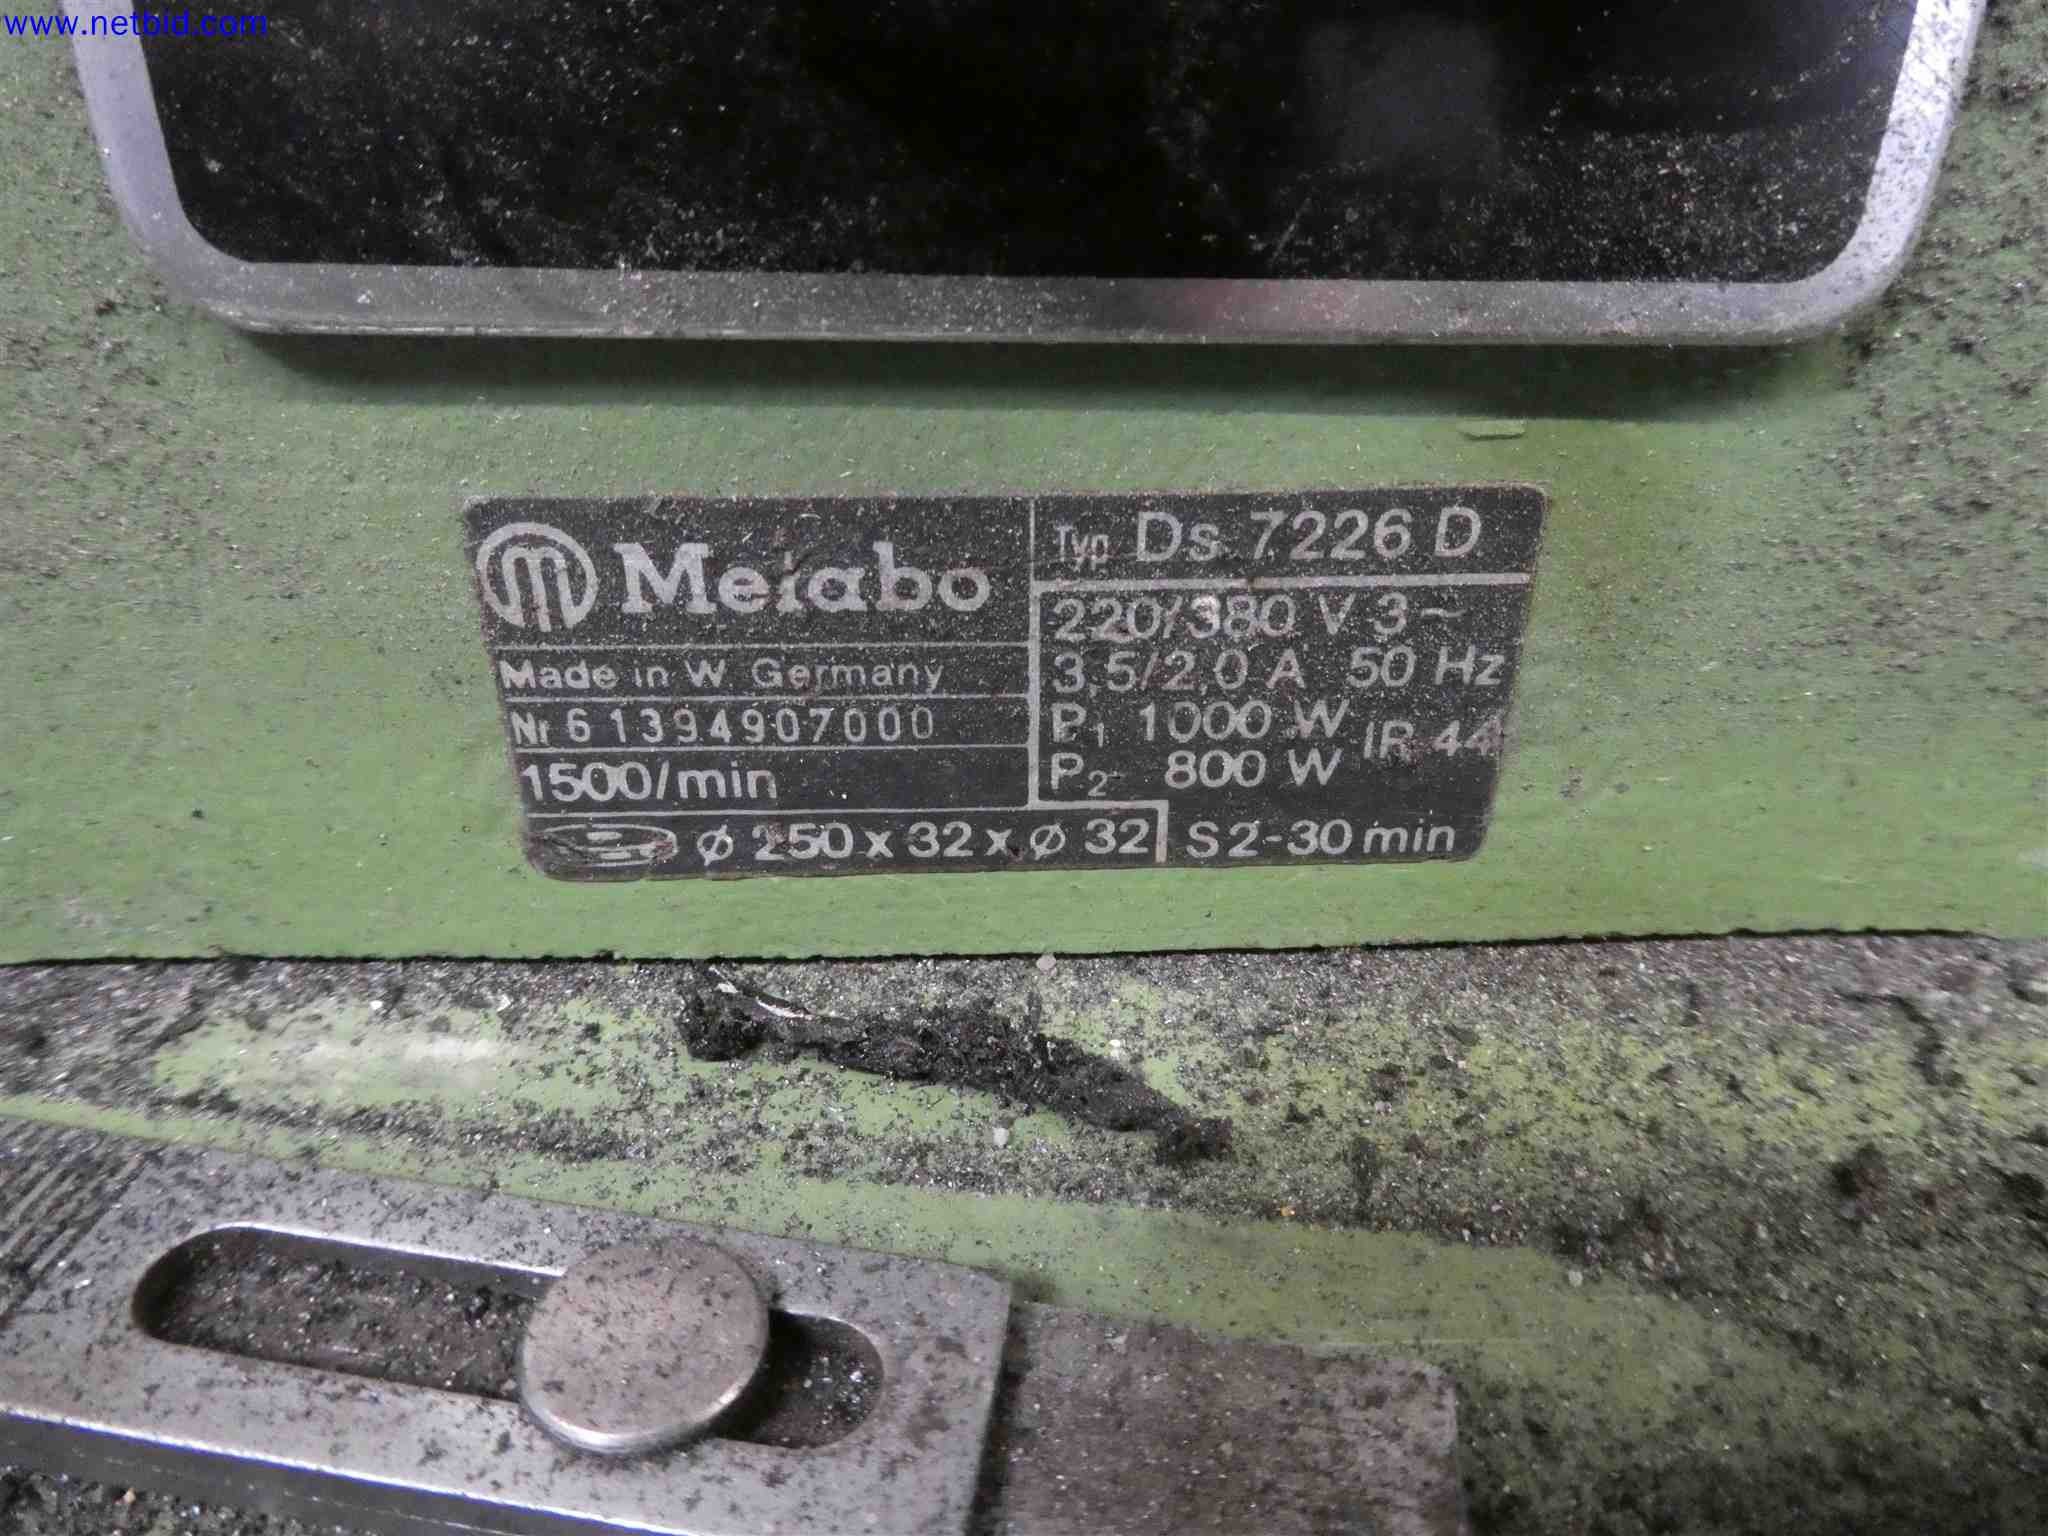 www.netbid.com
Metabo
Made in W. Germany
Nr 6 1394907000
1500/min
ø 250 x 32 x ø 32
Typ Ds 7226 D
220/380 V 3~
3,5/2,0 A 50 Hz
P1 1000 W
IP 44
P2 800 W
S2-30 min